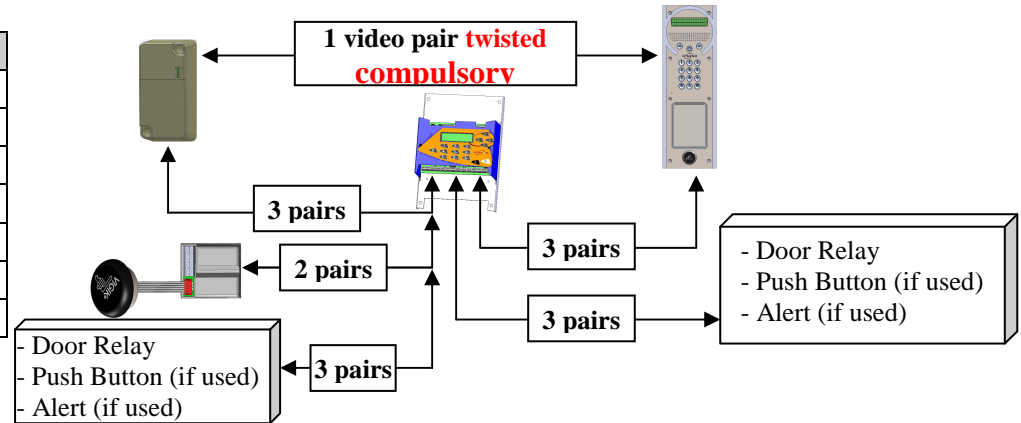 1 video pair twisted
compulsory
3 pairs
3 pairs
2 pairs
VIGIK
3 pairs
3 pairs
- Door Relay
- Push Button (if used)
- Alert (if used)
- Door Relay
- Push Button (if used)
- Alert (if used)